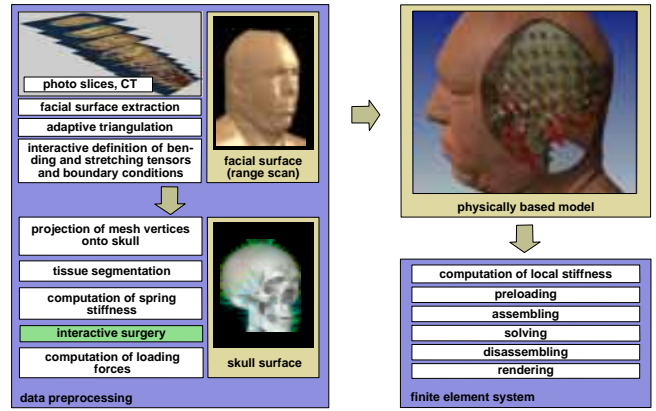 photo slices, CT
facial surface extraction
adaptive triangulation
interactive definition of ben-
ding and stretching tensors
and boundary conditions
facial surface
(range scan)
projection of mesh vertices
onto skull
tissue segmentation
computation of spring
stiffness
interactive surgery
computation of loading
forces
skull surface
data preprocessing
physically based model
computation of local stiffness
preloading
assembling
solving
disassembling
rendering
finite element system